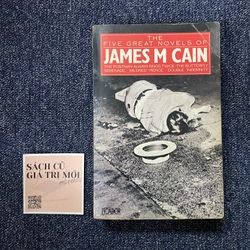 THE
FIVE GREAT NOVELS OF
JAMES M CAIN
THE POSTMAN ALWAYS RINGS TWICE · THE BUTTERFLY
SERENADE · MILDRED PIERCE · DOUBLE INDEMNITY
SÁCH CŨ
GIÁ TRỊ MỚI
PICADOR